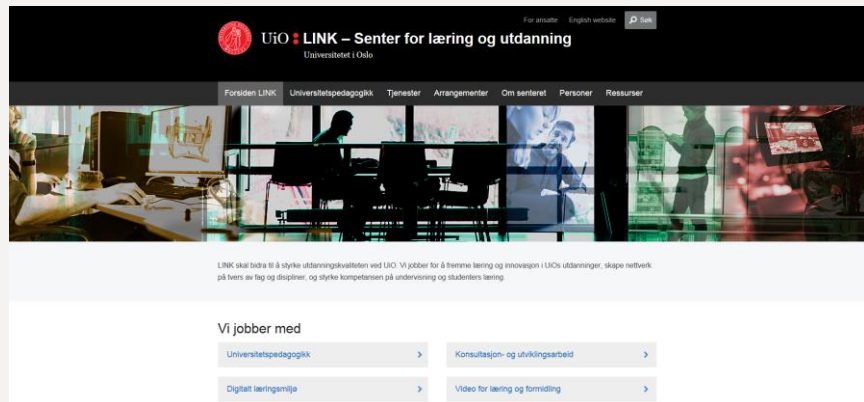 For ansatte English website Søk
UiO : LINK – Senter for læring og utdanning
Universitetet i Oslo
Forsiden LINK Universitetspedagogikk Tjenester Arrangementer Om senteret Personer Ressurser
LINK skal bidra til å styrke utdanningskvaliteten ved UiO. Vi jobber for å fremme læring og innovasjon i UiOs utdanninger, skape nettverk
på tvers av fag og disipliner, og styrke kompetansen på undervisning og studenters læring.
Vi jobber med
Universitetspedagogikk
Konsultasjon- og utviklingsarbeid
Digitalt læringsmiljø
Video for læring og formidling